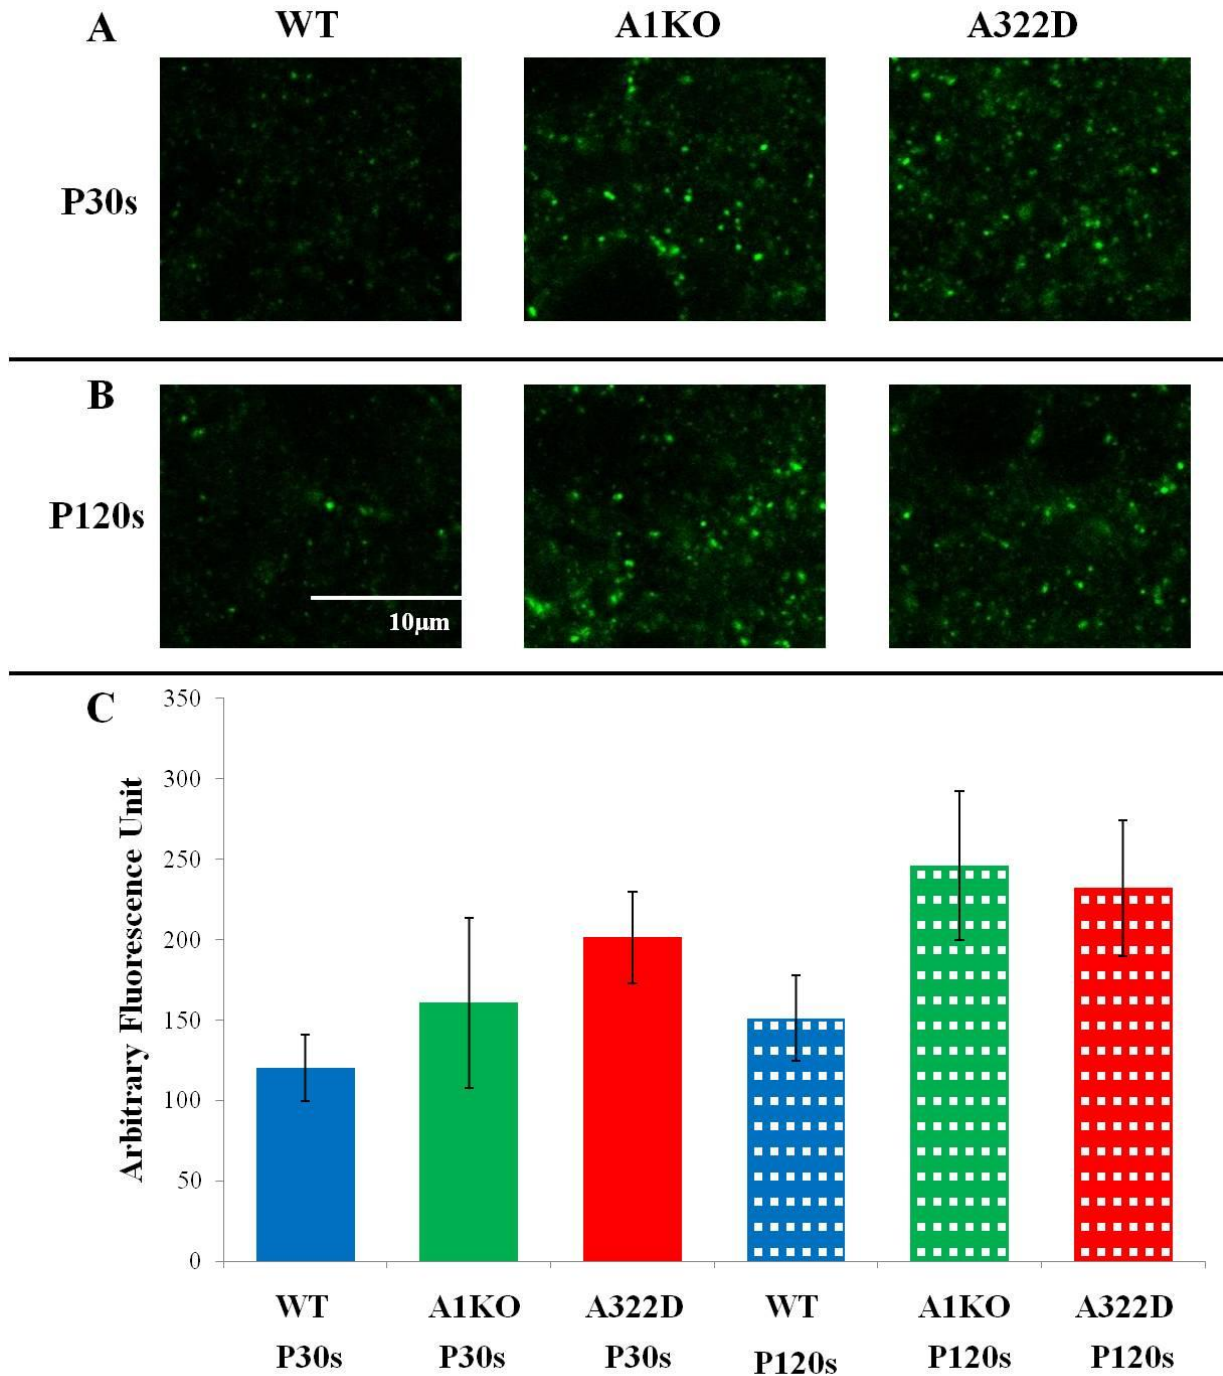 A WT A1KO A322D
P30s
B
P120s
10μm
C
Arbitrary Fluorescence Unit
350
300
250
200
150
100
50
0
WT A1KO A322D WT A1KO A322D
P30s P30s P30s P120s P120s P120s